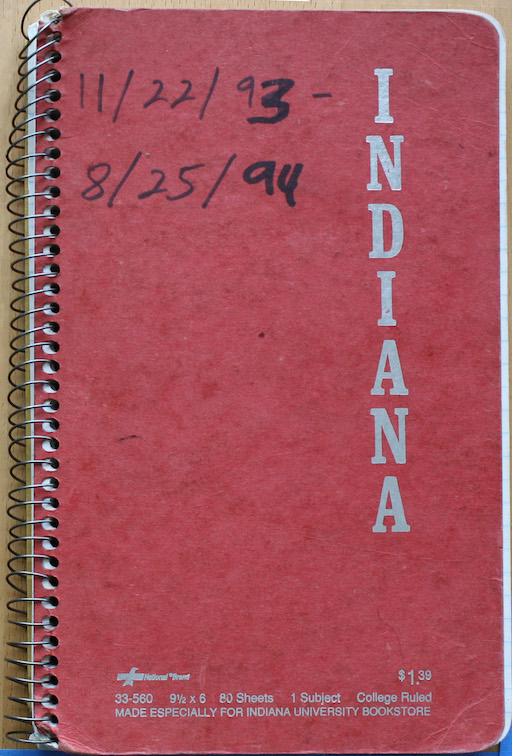 11/22/93 -
8/25/94
INDIANA
National ® Brand
$1.39
33-560 9½ x 6 80 Sheets 1 Subject College Ruled
MADE ESPECIALLY FOR INDIANA UNIVERSITY BOOKSTORE